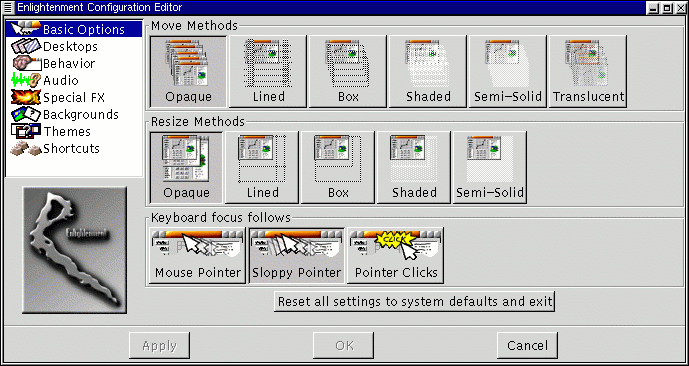 Enlightenment Configuration Editor
Basic Options
Desktops
Behavior
Audio
Special FX
Backgrounds
Themes
Shortcuts
Enlightenment
Move Methods
Opaque
Lined
Box
Shaded
Semi-Solid
Translucent
Resize Methods
Opaque
Lined
Box
Shaded
Semi-Solid
Keyboard focus follows
CLICK
Mouse Pointer
Sloppy Pointer
Pointer Clicks
Reset all settings to system defaults and exit
Apply
OK
Cancel